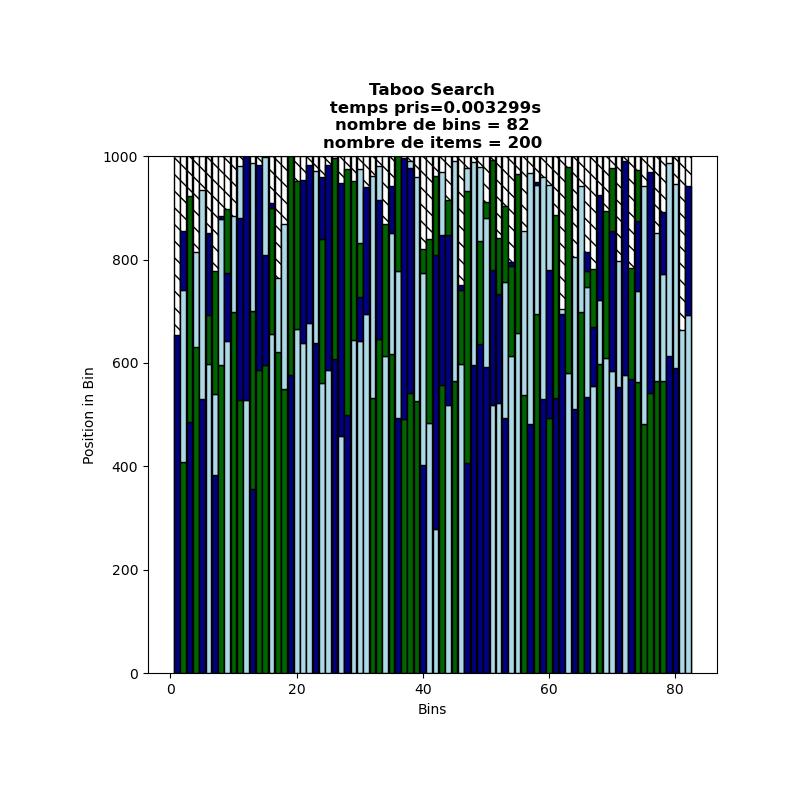 Taboo Search
temps pris=0.003299s
nombre de bins = 82
nombre de items = 200
1000
800
600
400
200
0
Position in Bin
0 20 40 60 80
Bins